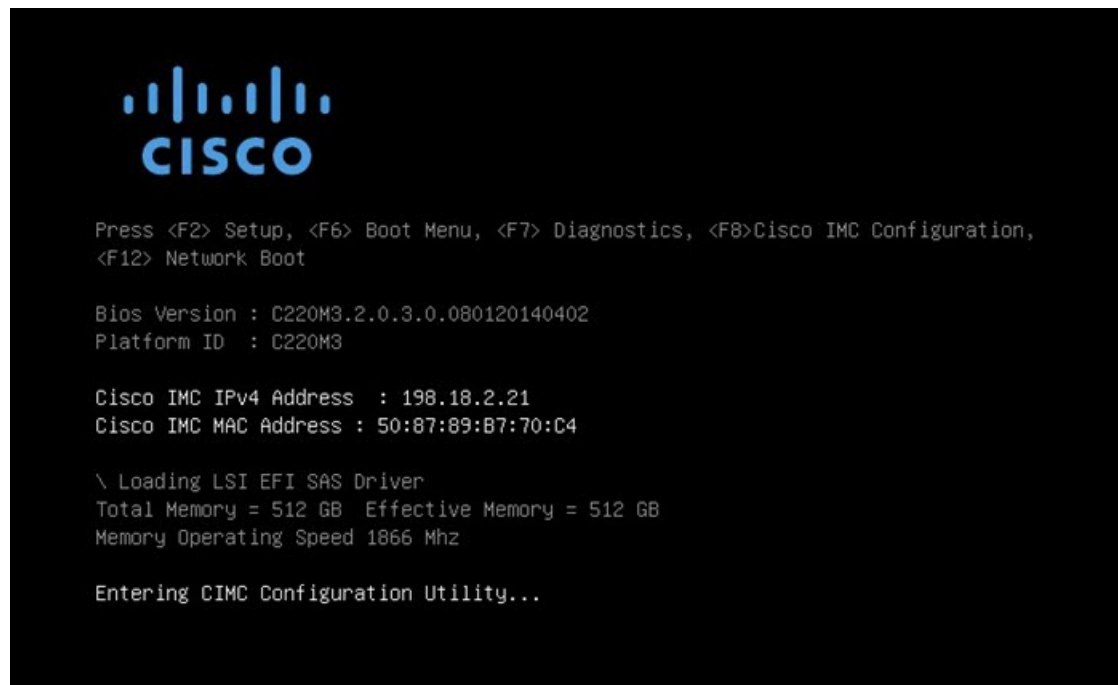 CISCO
Press <F2> Setup, <F6> Boot Menu, <F7> Diagnostics, <F8>Cisco IMC Configuration,
<F12> Network Boot
Bios Version : C220M3.2.0.3.0.080120140402
Platform ID  : C220M3
Cisco IMC IPv4 Address  : 198.18.2.21
Cisco IMC MAC Address : 50:87:89:B7:70:C4
\ Loading LSI EFI SAS Driver
Total Memory = 512 GB  Effective Memory = 512 GB
Memory Operating Speed 1866 Mhz
Entering CIMC Configuration Utility...